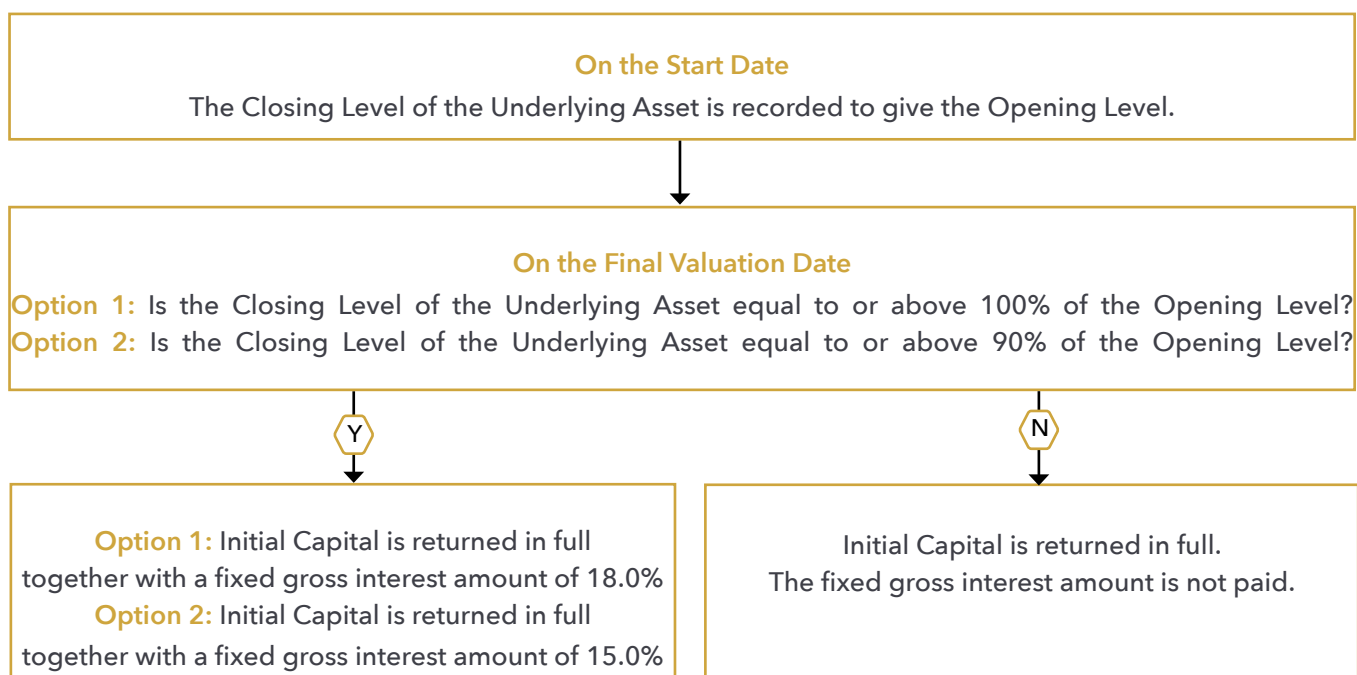 On the Start Date
The Closing Level of the Underlying Asset is recorded to give the Opening Level.
On the Final Valuation Date
Option 1: Is the Closing Level of the Underlying Asset equal to or above 100% of the Opening Level?
Option 2: Is the Closing Level of the Underlying Asset equal to or above 90% of the Opening Level?
Y
N
Option 1: Initial Capital is returned in full
together with a fixed gross interest amount of 18.0%
Option 2: Initial Capital is returned in full
together with a fixed gross interest amount of 15.0%
Initial Capital is returned in full.
The fixed gross interest amount is not paid.